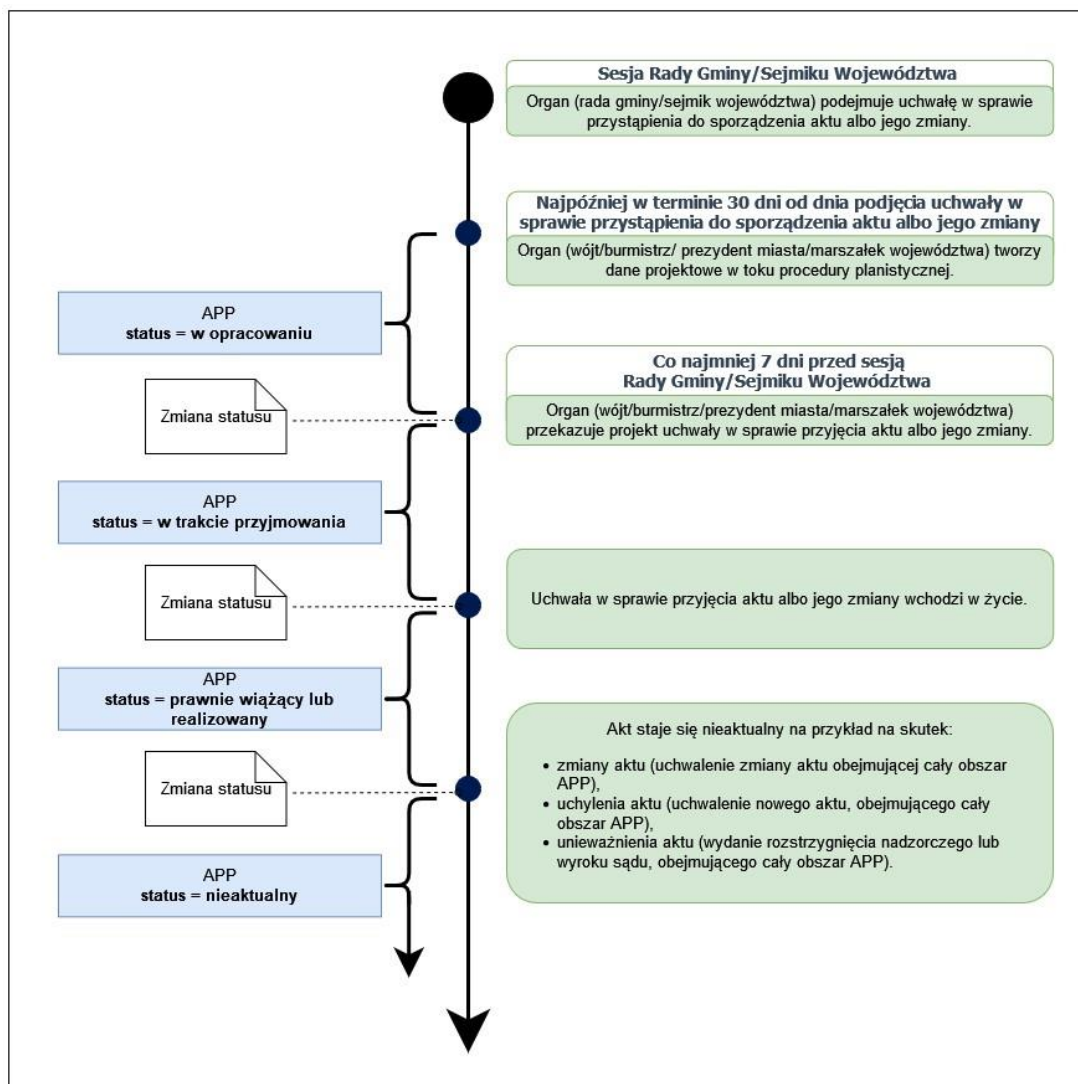 Sesja Rady Gminy/Sejmiku Województwa
Organ (rada gminy/sejmik województwa) podejmuje uchwałę w sprawie
przystąpienia do sporządzenia aktu albo jego zmiany.
Najpóźniej w terminie 30 dni od dnia podjęcia uchwały w
sprawie przystąpienia do sporządzenia aktu albo jego zmiany
Organ (wójt/burmistrz/ prezydent miasta/marszałek województwa) tworzy
dane projektowe w toku procedury planistycznej.
APP
status = w opracowaniu
Co najmniej 7 dni przed sesją
Rady Gminy/Sejmiku Województwa
Organ (wójt/burmistrz/prezydent miasta/marszałek województwa)
przekazuje projekt uchwały w sprawie przyjęcia aktu albo jego zmiany.
Zmiana statusu
APP
status = w trakcie przyjmowania
Zmiana statusu
Uchwała w sprawie przyjęcia aktu albo jego zmiany wchodzi w życie.
APP
status = prawnie wiążący lub
realizowany
Zmiana statusu
Akt staje się nieaktualny na przykład na skutek:
• zmiany aktu (uchwalenie zmiany aktu obejmującej cały obszar
APP),
• uchylenia aktu (uchwalenie nowego aktu, obejmującego cały
obszar APP),
• unieważnienia aktu (wydanie rozstrzygnięcia nadzorczego lub
wyroku sądu, obejmującego cały obszar APP).
APP
status = nieaktualny